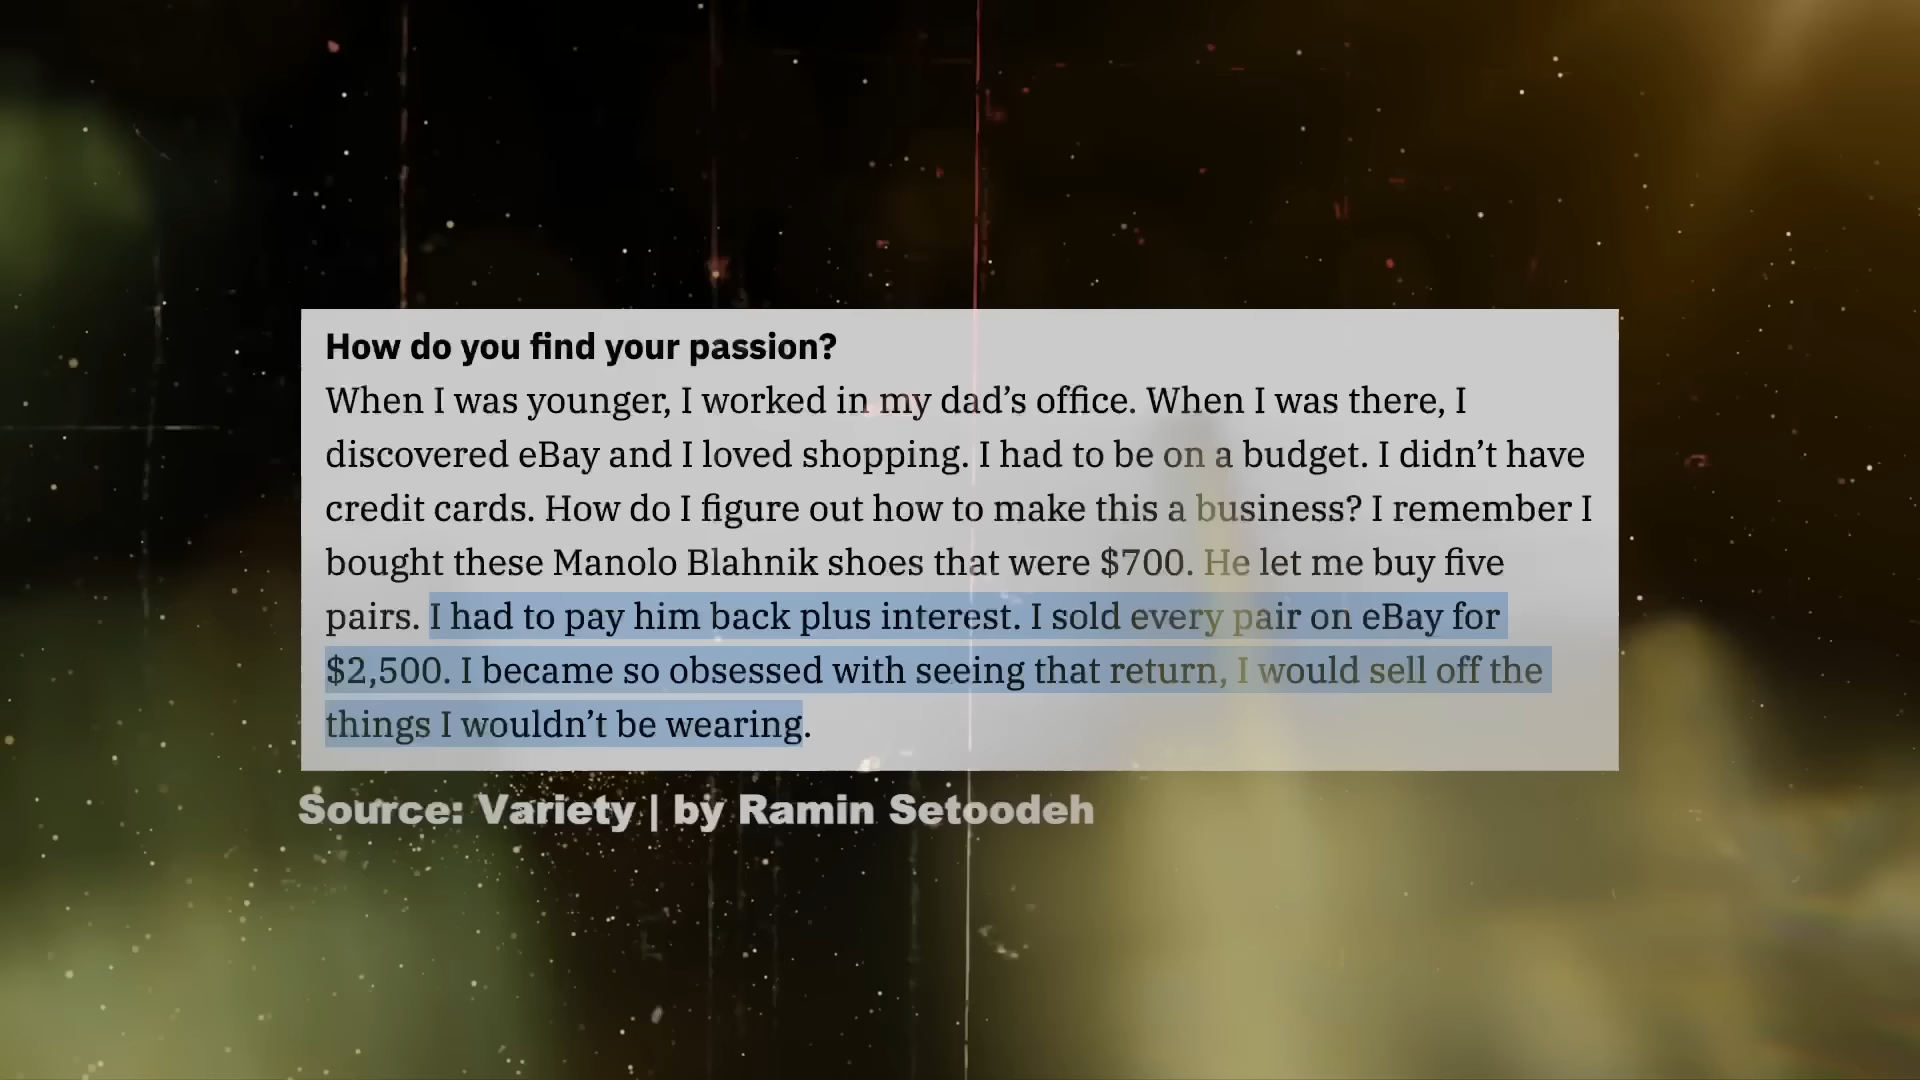 How do you find your passion?
When I was younger, I worked in my dad’s office. When I was there, I
discovered eBay and I loved shopping. I had to be on a budget. I didn’t have
credit cards. How do I figure out how to make this a business? I remember I
bought these Manolo Blahnik shoes that were $700. He let me buy five
pairs. I had to pay him back plus interest. I sold every pair on eBay for
$2,500. I became so obsessed with seeing that return, I would sell off the
things I wouldn’t be wearing.
Source: Variety | by Ramin Setoodeh